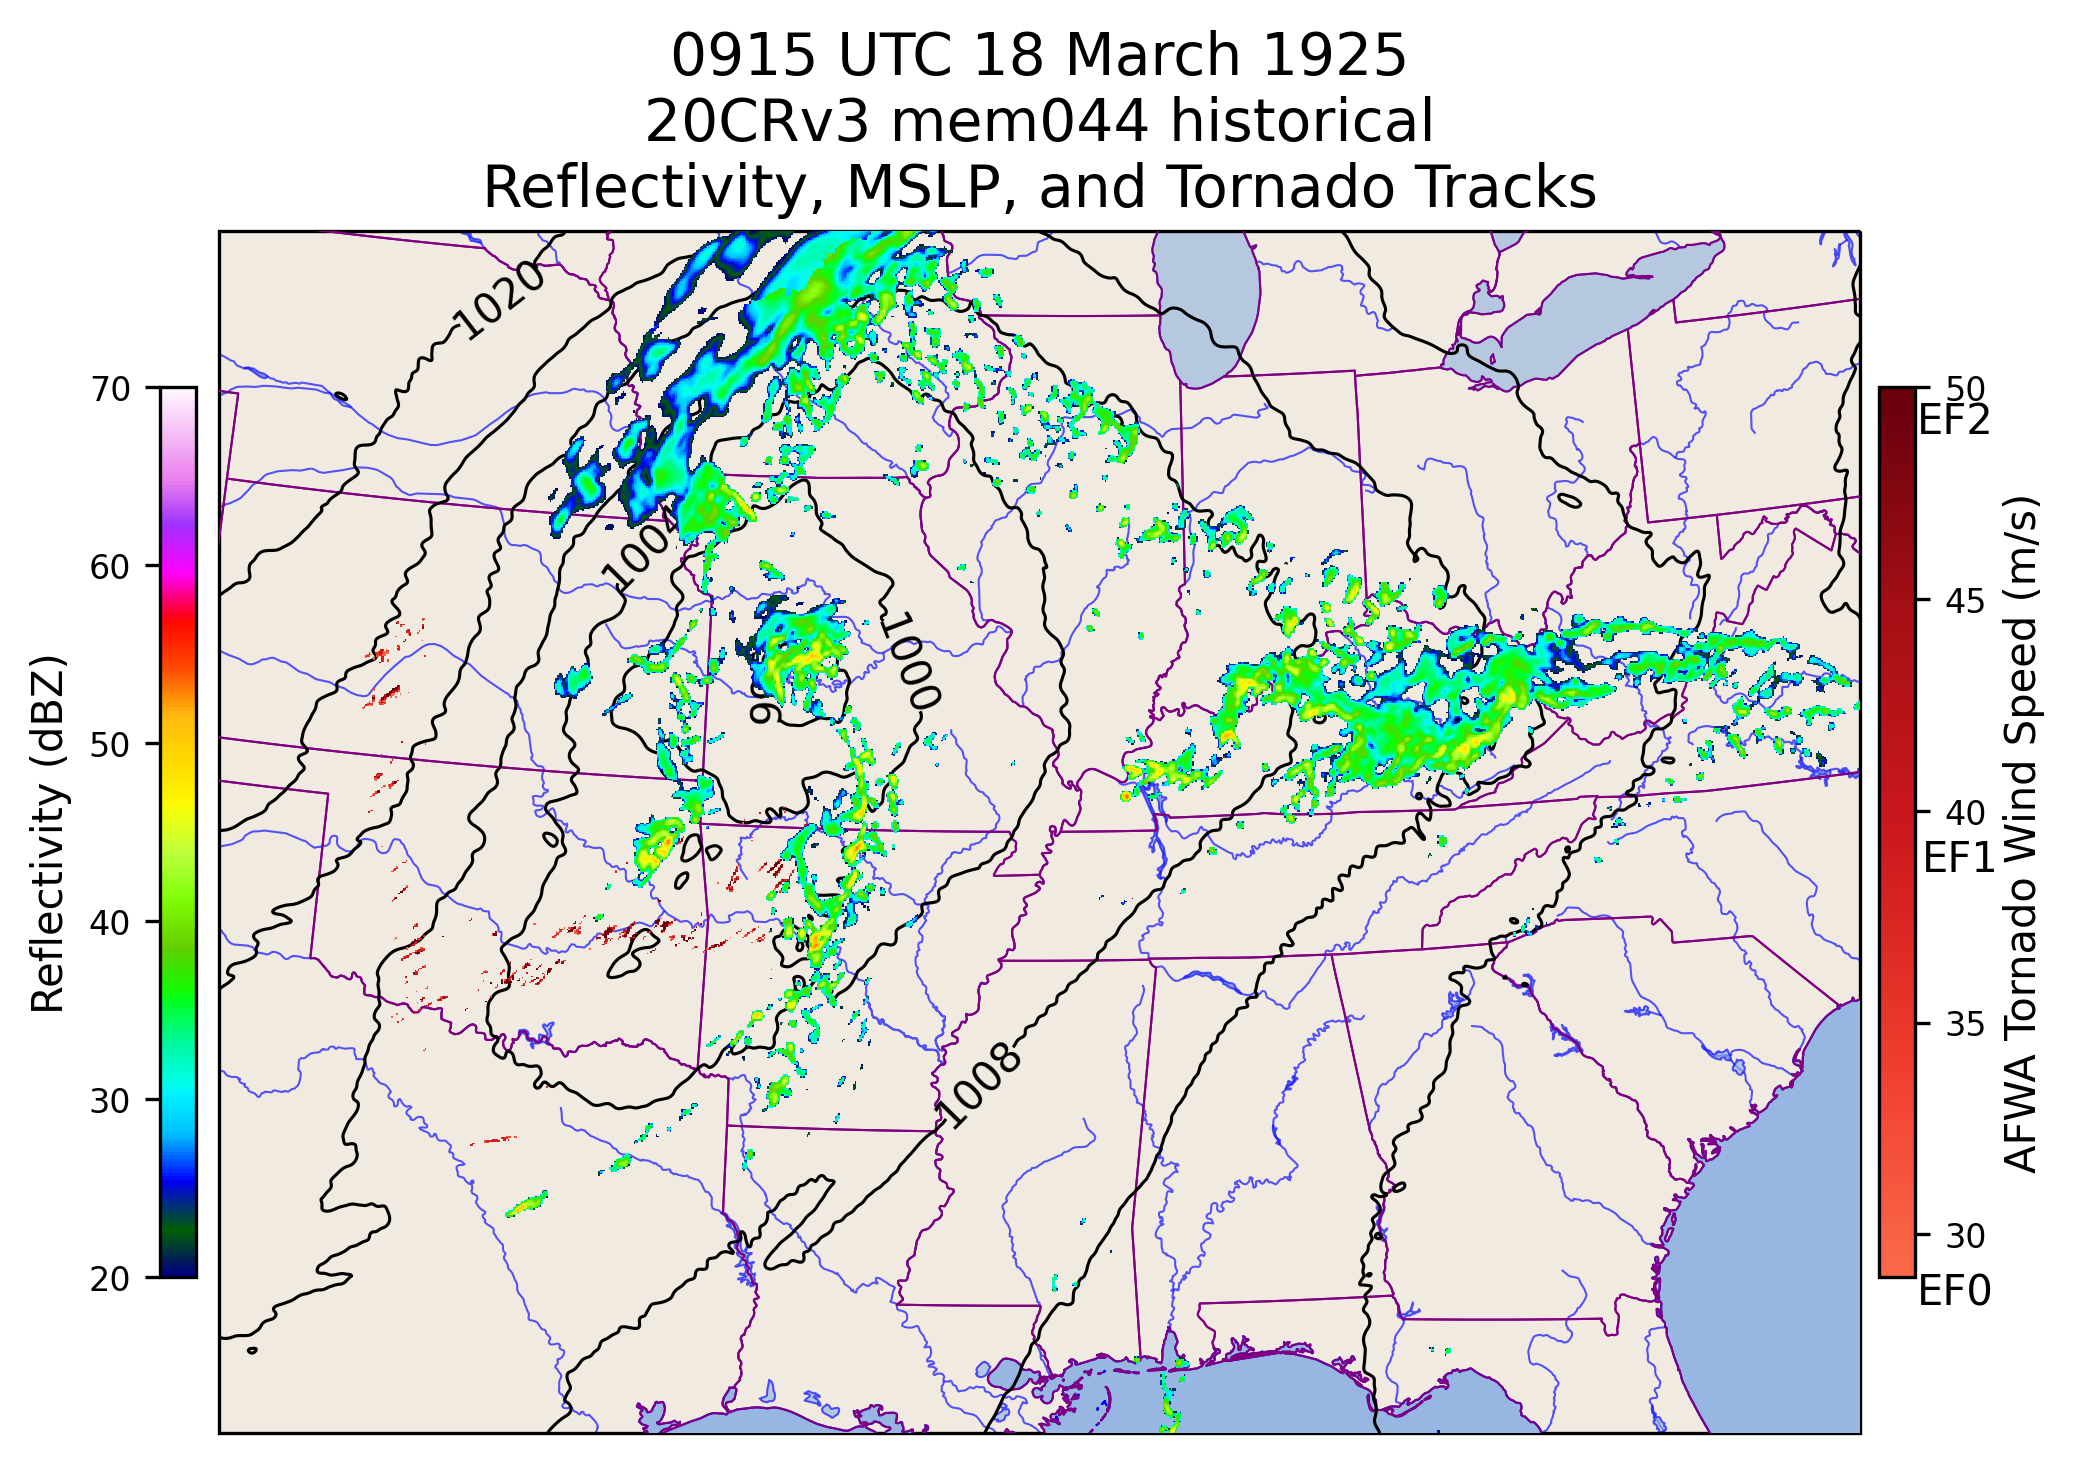 0915 UTC 18 March 1925
20CRv3 mem044 historical
Reflectivity, MSLP, and Tornado Tracks
1020
1004
1000
99
1008
70
60
50
40
30
20
Reflectivity (dBZ)
50
EF2
45
40
EF1
35
30
EF0
AFWA Tornado Wind Speed (m/s)